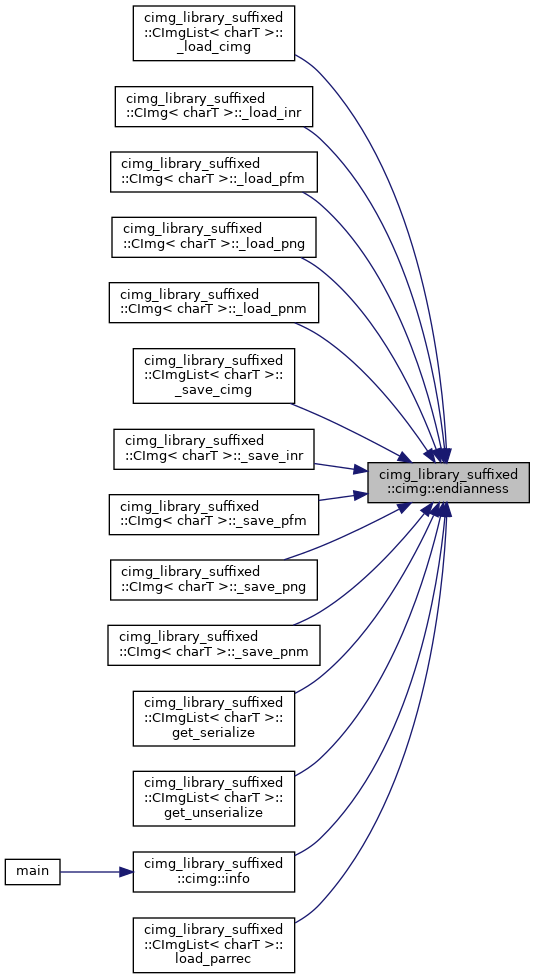 cimg_library_suffixed
::CImgList< charT >::
_load_cimg
cimg_library_suffixed
::CImg< charT >::_load_inr
cimg_library_suffixed
::CImg< charT >::_load_pfm
cimg_library_suffixed
::CImg< charT >::_load_png
cimg_library_suffixed
::CImg< charT >::_load_pnm
cimg_library_suffixed
::CImgList< charT >::
_save_cimg
cimg_library_suffixed
::CImg< charT >::_save_inr
cimg_library_suffixed
::cimg::endianness
cimg_library_suffixed
::CImg< charT >::_save_pfm
cimg_library_suffixed
::CImg< charT >::_save_png
cimg_library_suffixed
::CImg< charT >::_save_pnm
cimg_library_suffixed
::CImgList< charT >::
get_serialize
cimg_library_suffixed
::CImgList< charT >::
get_unserialize
main
cimg_library_suffixed
::cimg::info
cimg_library_suffixed
::CImgList< charT >::
load_parrec